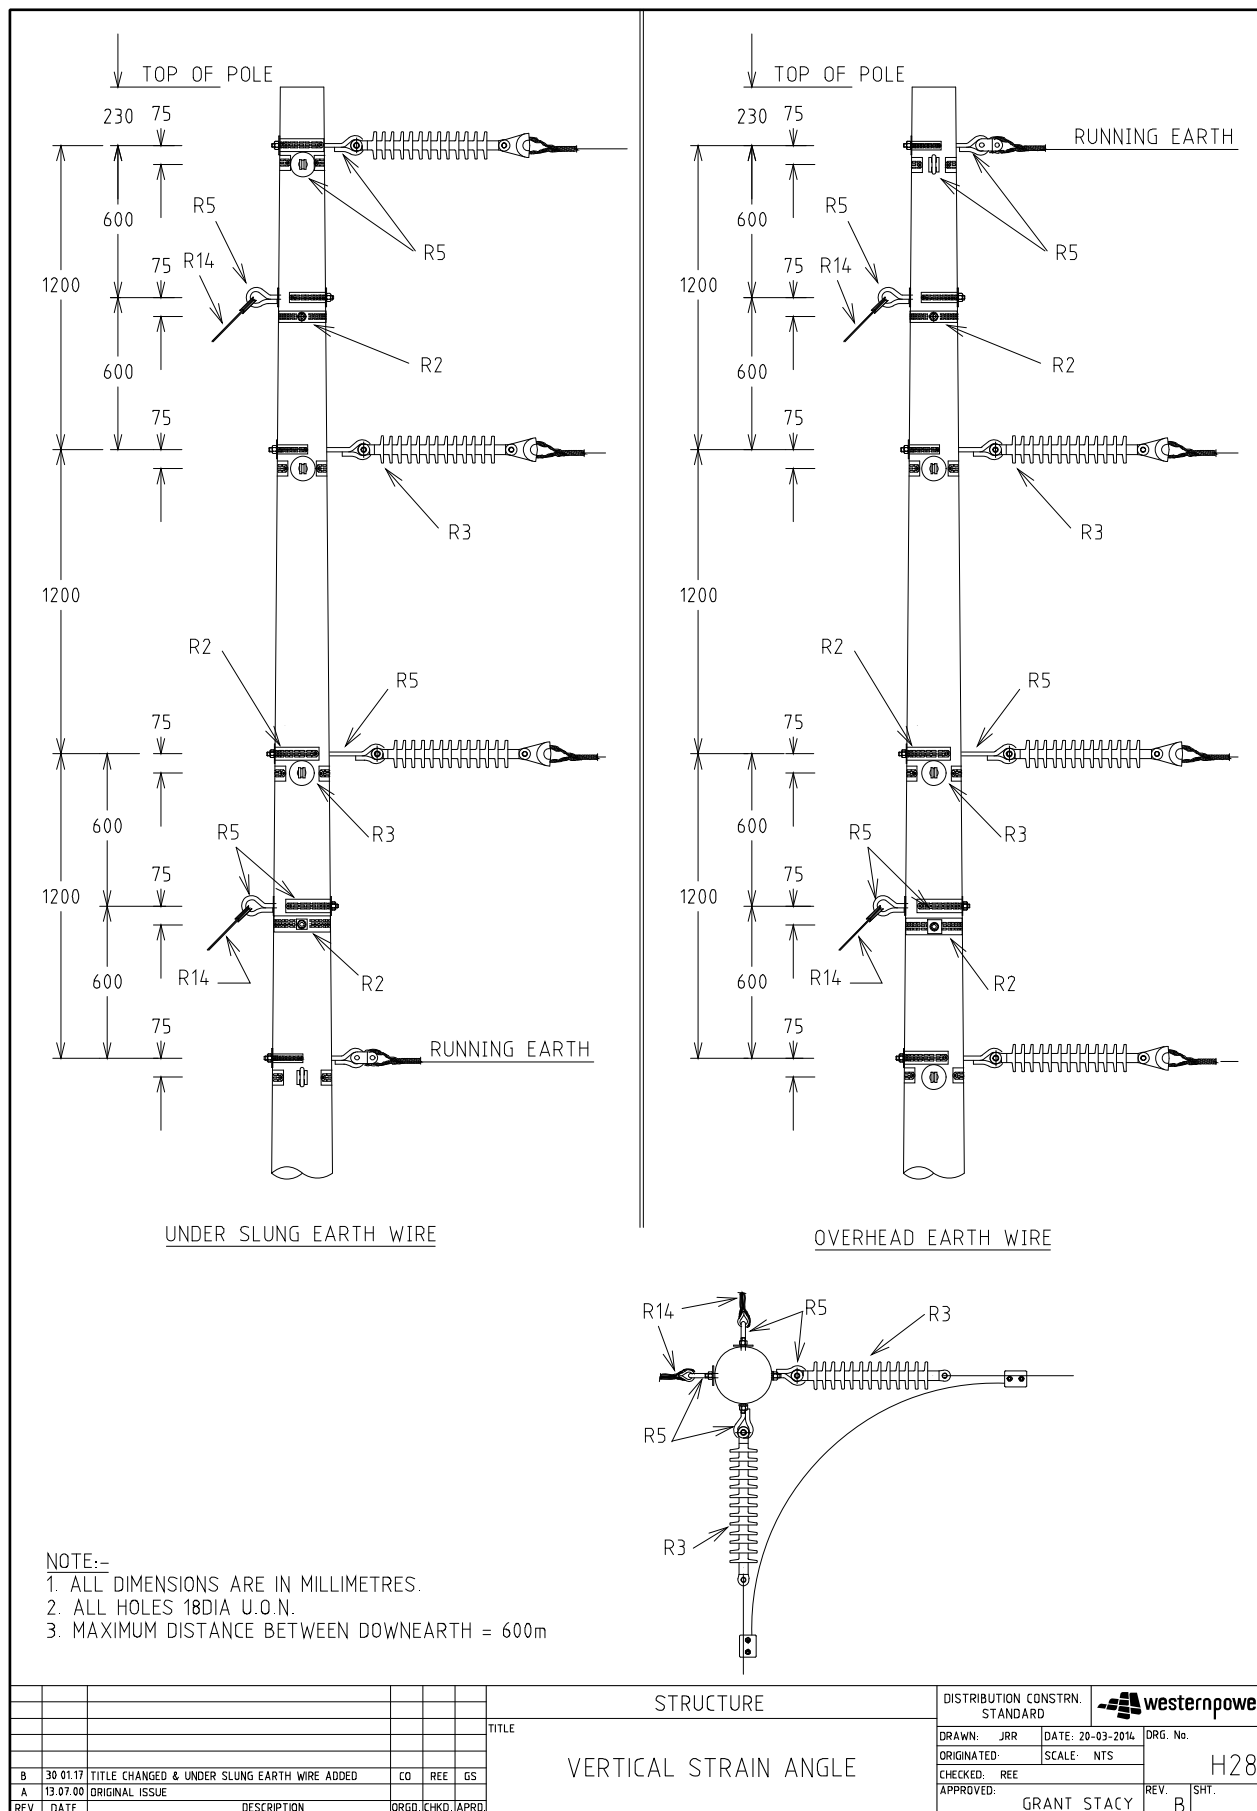 TOP OF POLE
230
75
600
R5
R5
R14
75
1200
600
R2
75
R3
1200
R2
R5
75
600
R3
R5
75
1200
R14
R2
600
75
RUNNING EARTH
UNDER SLUNG EARTH WIRE
TOP OF POLE
230
75
RUNNING EARTH
600
R5
R5
R14
75
1200
600
R2
75
R3
1200
R2
R5
75
600
R3
R5
75
1200
R14
R2
600
75
OVERHEAD EARTH WIRE
R14
R5
R3
R5
R3
NOTE:-
1. ALL DIMENSIONS ARE IN MILLIMETRES.
2. ALL HOLES 18DIA U.O.N.
3. MAXIMUM DISTANCE BETWEEN DOWNEARTH = 600m
B 30 01.17 TITLE CHANGED & UNDER SLUNG EARTH WIRE ADDED CO REE GS
A 13.07.00 ORIGINAL ISSUE
REV DATE DESCRIPTION ORGD. CHKD. APRD.
STRUCTURE
TITLE
VERTICAL STRAIN ANGLE
DISTRIBUTION CONSTRN.
STANDARD
westernpowe
DRAWN: JRR DATE: 20-03-2014 DRG. No.
ORIGINATED: SCALE: NTS
H28
CHECKED: REE
APPROVED: GRANT STACY
REV. B
SHT.